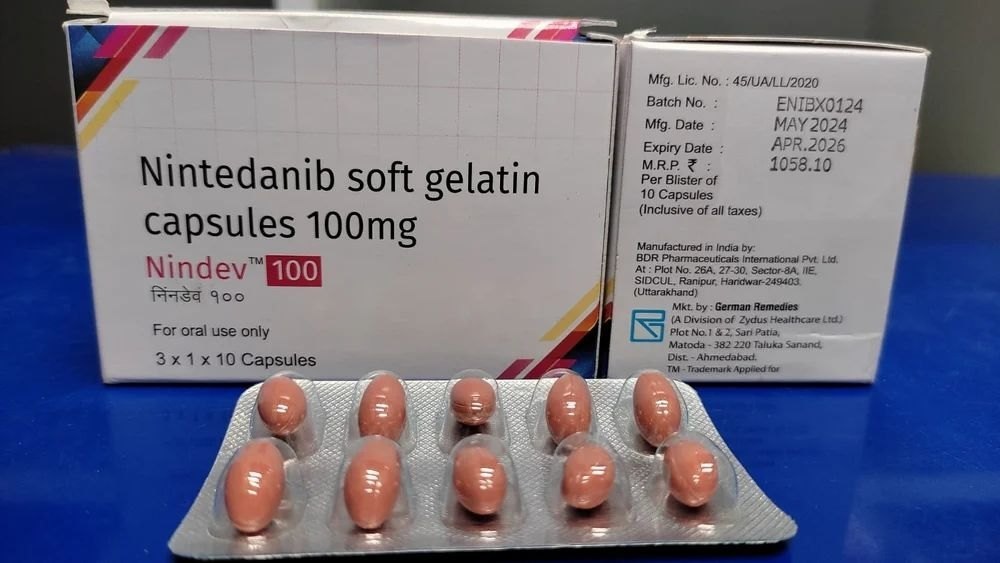 Nintedanib soft gelatin
capsules 100mg
Nindev™ 100
निंनडेवं १००
For oral use only
3 x 1 x 10 Capsules
Mfg. Lic. No. : 45/UA/LL/2020
Batch No. : ENIBX0124
Mfg. Date : MAY 2024
Expiry Date : APR.2026
M.R.P. ₹ : 1058.10
Per Blister of
10 Capsules
(Inclusive of all taxes)
Manufactured in India by:
BDR Pharmaceuticals International Pvt. Ltd.
At : Plot No. 26A, 27-30, Sector-8A, IIE,
SIDCUL, Ranipur, Haridwar-249403.
(Uttarakhand)
Mkt. by : German Remedies
(A Division of Zydus Healthcare Ltd.)
Plot No.1 & 2, Sari Patia,
Matoda - 382 220 Taluka Sanand,
Dist. - Ahmedabad.
TM - Trademark Applied for